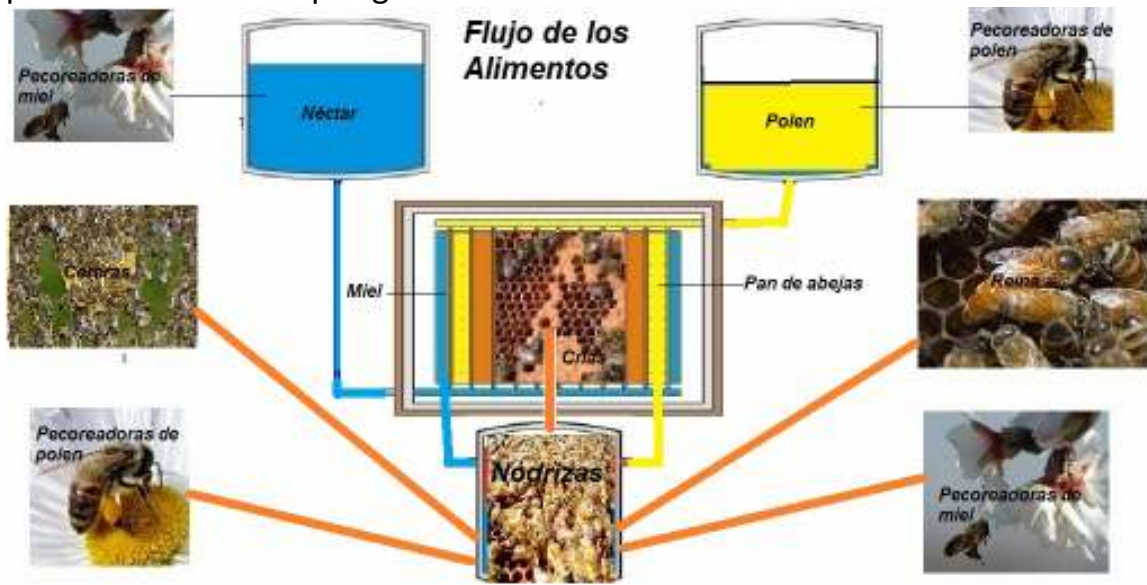 Flujo de los
Alimentos
Pecoreadoras de
miel
Néctar
Polen
Pecoreadoras de
polen
Cereras
Miel
Pan de abejas
Reina
Crías
Nodrizas
Pecoreadoras de
polen
Pecoreadoras de
miel